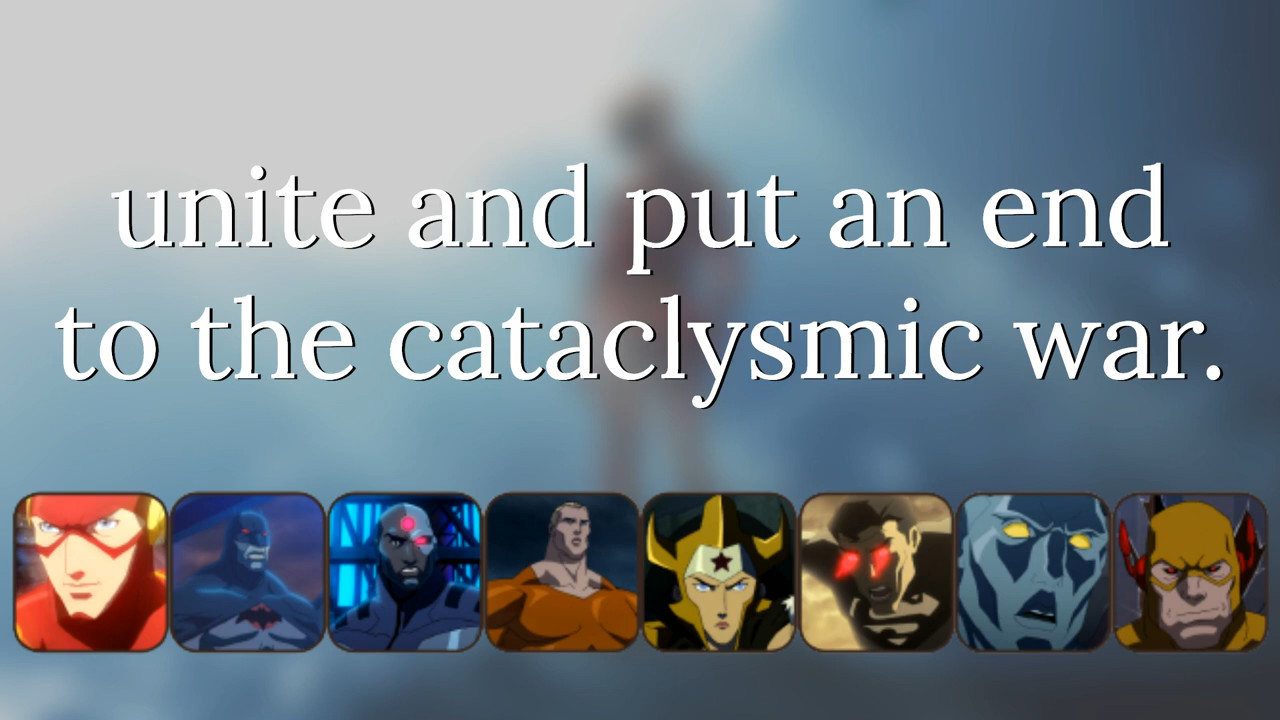 unite and put an end
to the cataclysmic war.